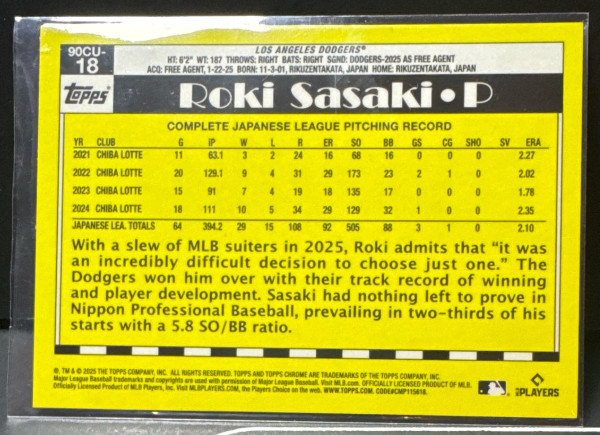 90CU-
18
LOS ANGELES DODGERS®
HT: 6'2" WT: 187 THROWS: RIGHT BATS: RIGHT SGND: DODGERS-2025 AS FREE AGENT
ACQ: FREE AGENT, 1-22-25 BORN: 11-3-01, RIKUZENTAKATA, JAPAN HOME: RIKUZENTAKATA, JAPAN
Topps®
Roki Sasaki • P
COMPLETE JAPANESE LEAGUE PITCHING RECORD
YR CLUB G IP W L R ER SO BB GS CG SHO SV ERA
2021 CHIBA LOTTE 11 63.1 3 2 24 16 68 16 0 0 0 2.27
2022 CHIBA LOTTE 20 129.1 9 4 31 29 173 23 2 1 0 2.02
2023 CHIBA LOTTE 15 91 7 4 19 18 135 17 0 0 0 1.78
2024 CHIBA LOTTE 18 111 10 5 34 29 129 32 1 0 0 2.35
JAPANESE LEA. TOTALS 64 394.2 29 15 108 92 505 88 3 1 0 2.10
With a slew of MLB suiters in 2025, Roki admits that "it was
an incredibly difficult decision to choose just one." The
Dodgers won him over with their track record of winning
and player development. Sasaki had nothing left to prove in
Nippon Professional Baseball, prevailing in two-thirds of his
starts with a 5.8 SO/BB ratio.
®, TM & © 2025 THE TOPPS COMPANY, INC. ALL RIGHTS RESERVED. TOPPS AND TOPPS CHROME ARE TRADEMARKS OF THE TOPPS COMPANY, INC.
Major League Baseball trademarks and copyrights are used with permission of Major League Baseball. Visit MLB.com. OFFICIALLY LICENSED PRODUCT OF MLB
Officially Licensed Product of MLB Players, Inc. Visit MLBPLAYERS.COM, the Players Choice on the web. WWW.TOPPS.COM. CODE#CMP115818.
MLB PLAYERS